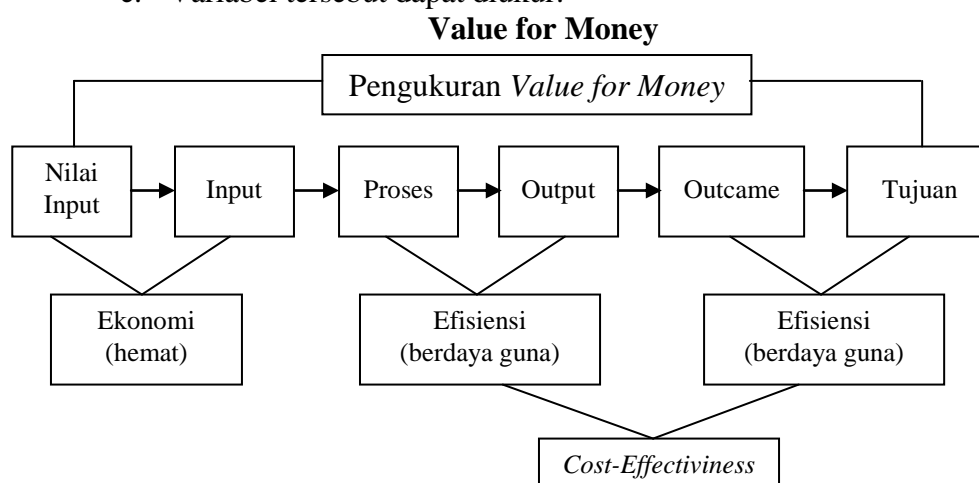 Value for Money
Pengukuran Value for Money
Nilai
Input
Input
Proses
Output
Outcame
Tujuan
Ekonomi
(hemat)
Efisiensi
(berdaya guna)
Efisiensi
(berdaya guna)
Cost-Effectiviness